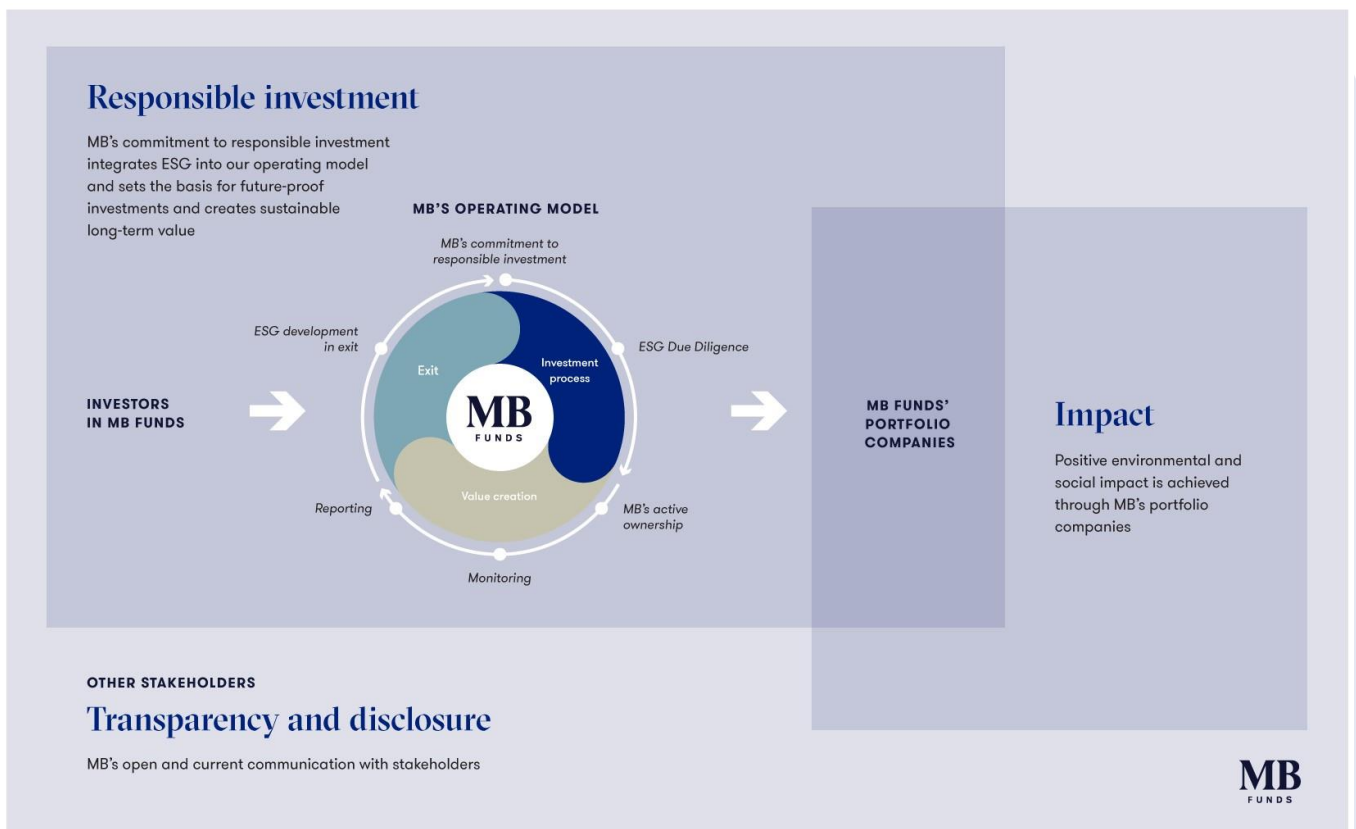 Responsible investment
MB’s commitment to responsible investment
integrates ESG into our operating model
and sets the basis for future-proof
investments and creates sustainable
long-term value
MB’S OPERATING MODEL
MB’s commitment to
responsible investment
ESG development
in exit
ESG Due Diligence
Exit
Investment
process
INVESTORS
IN MB FUNDS
MB
FUNDS
Value creation
Reporting
MB’s active
ownership
Monitoring
MB FUNDS’
PORTFOLIO
COMPANIES
Impact
Positive environmental and
social impact is achieved
through MB’s portfolio
companies
OTHER STAKEHOLDERS
Transparency and disclosure
MB’s open and current communication with stakeholders
MB
FUNDS